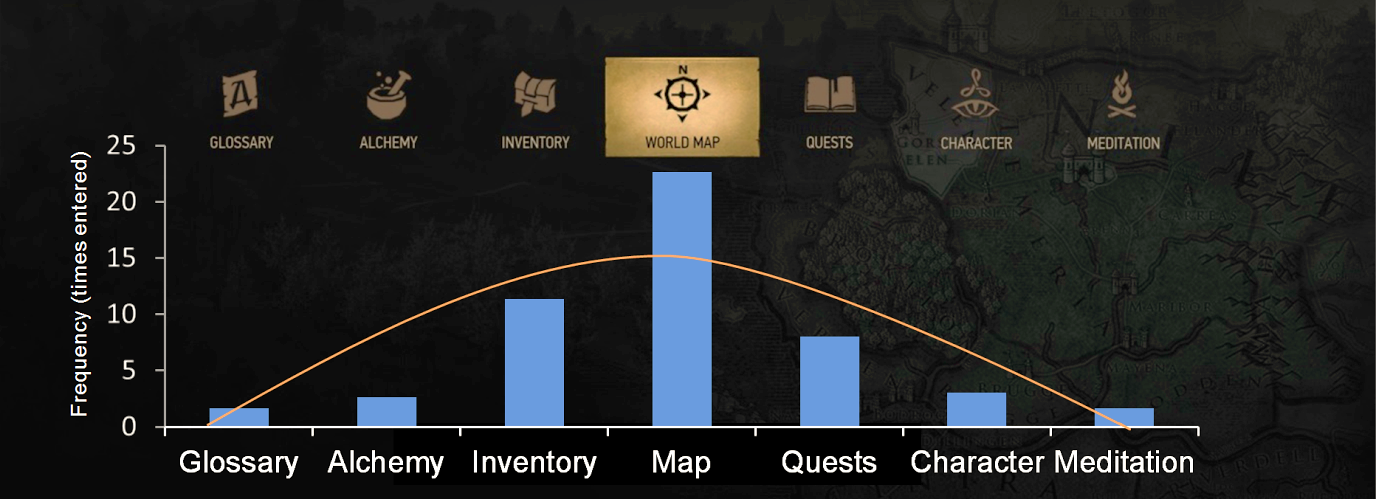 N
GLOSSARY ALCHEMY INVENTORY WORLD MAP QUESTS CHARACTER MEDITATION
25
20
15
10
5
0
Frequency (times entered)
Glossary Alchemy Inventory Map Quests Character Meditation